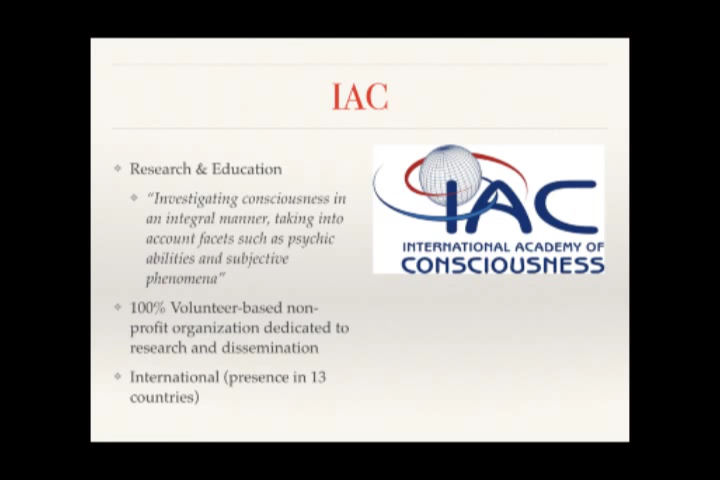 IAC
Research & Education
“Investigating consciousness in
an integral manner, taking into
account facets such as psychic
abilities and subjective
phenomena”
100% Volunteer-based non-
profit organization dedicated to
research and dissemination
International (presence in 13
countries)
IAC
INTERNATIONAL ACADEMY OF
CONSCIOUSNESS